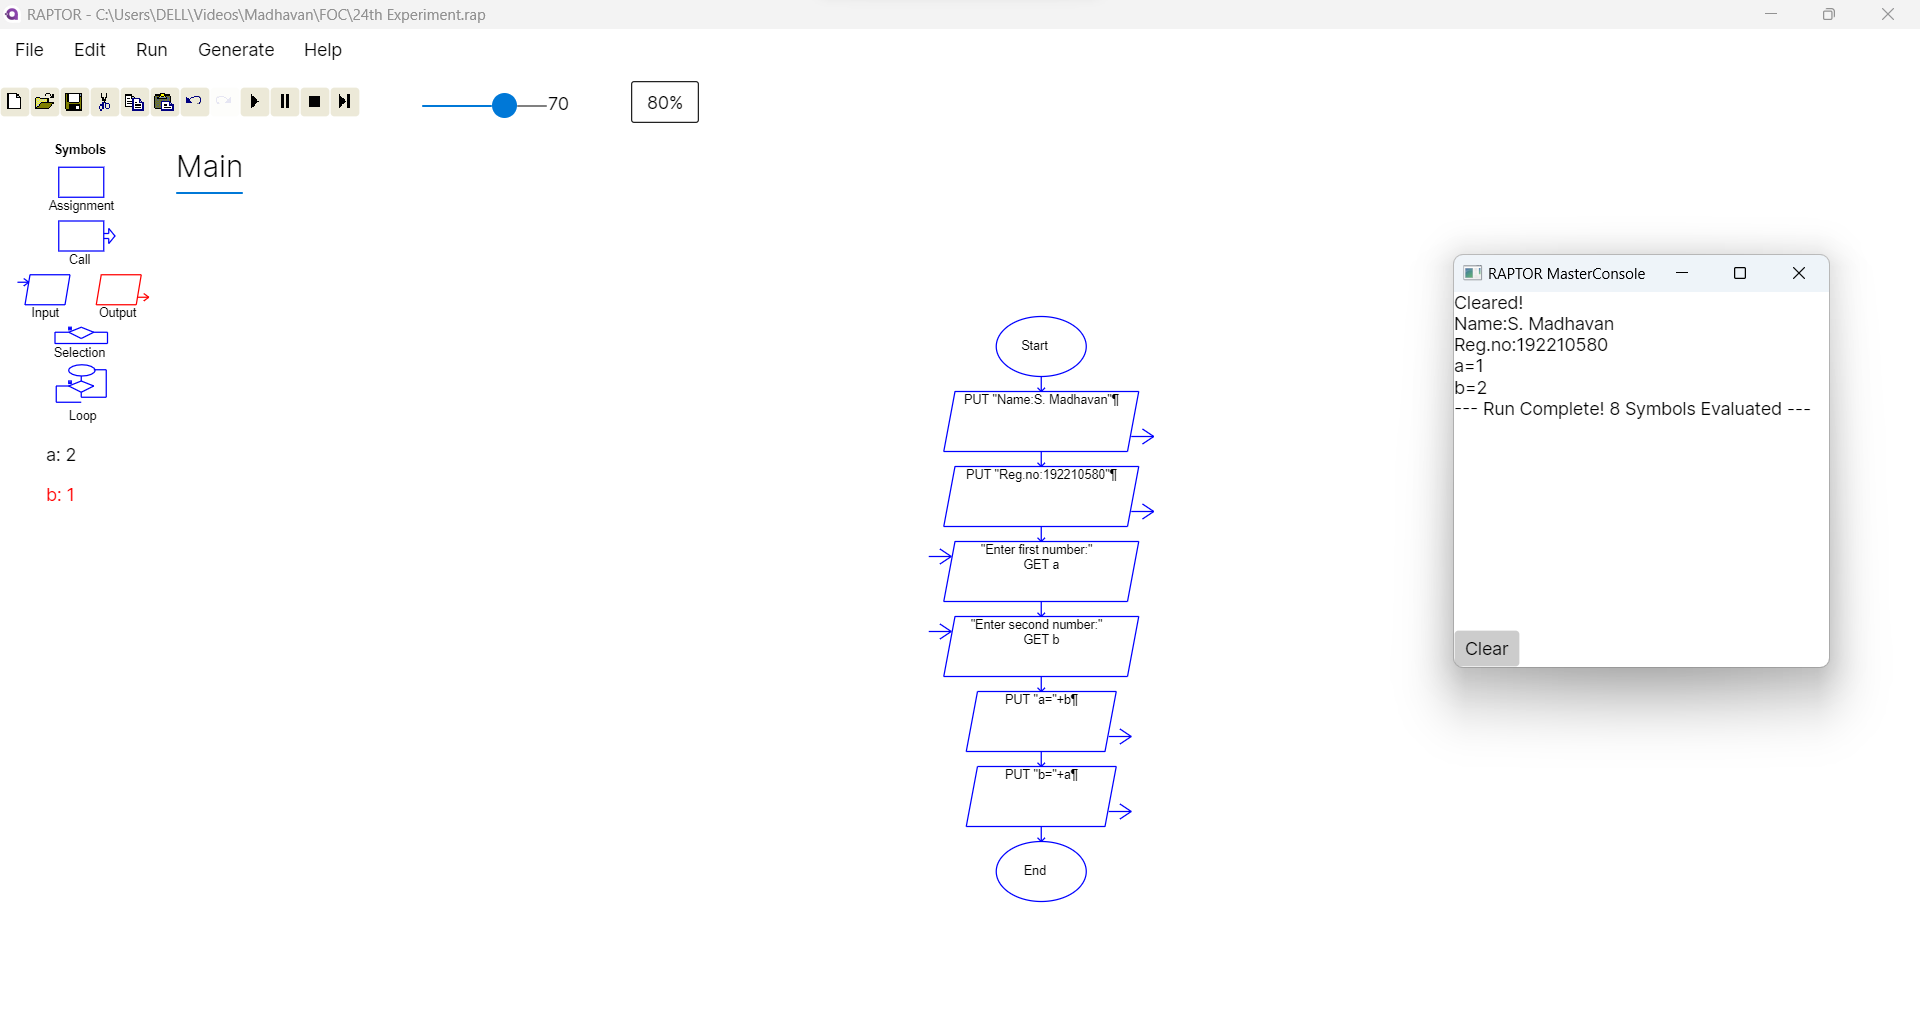 RAPTOR - C:\Users\DELL\Videos\Madhavan\FOC\24th Experiment.rap
File Edit Run Generate Help
70
80%
Symbols
Assignment
Call
Input Output
Selection
Loop
a: 2
b: 1
Main
Start
PUT "Name:S. Madhavan"¶
PUT "Reg.no:192210580"¶
"Enter first number:"
GET a
"Enter second number:"
GET b
PUT "a="+b¶
PUT "b="+a¶
End
RAPTOR MasterConsole
Cleared!
Name:S. Madhavan
Reg.no:192210580
a=1
b=2
--- Run Complete! 8 Symbols Evaluated ---
Clear